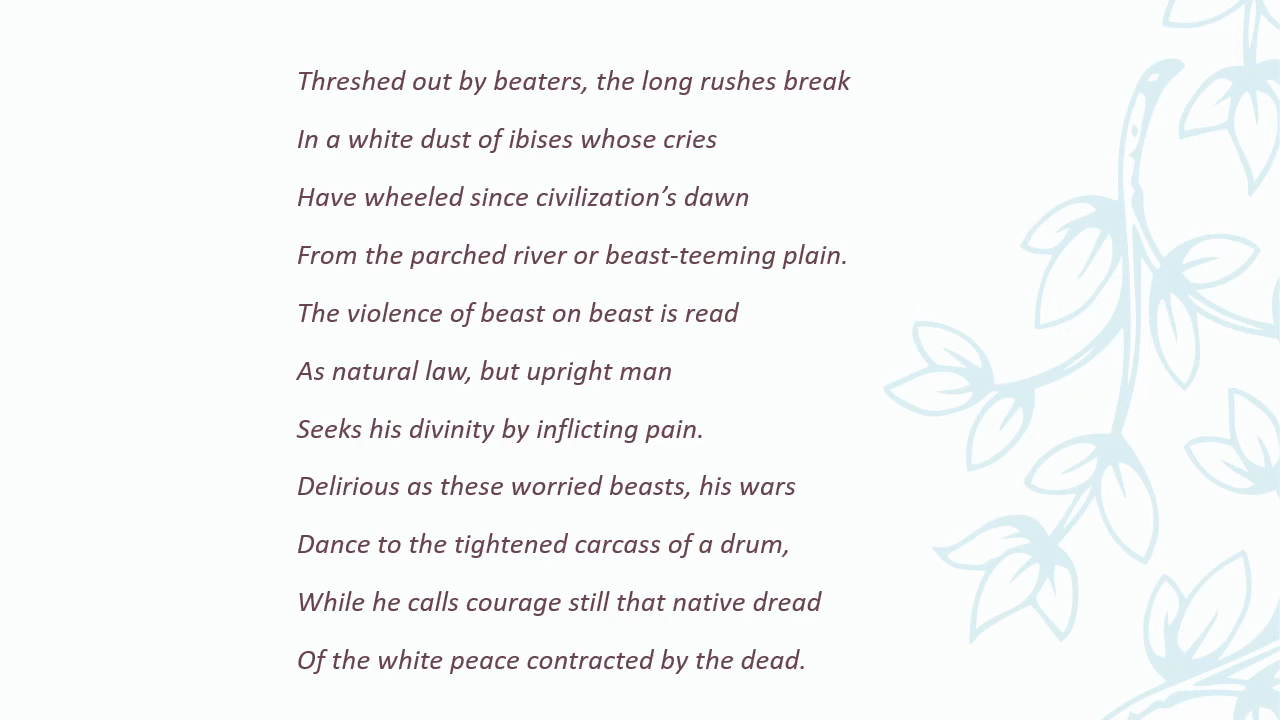 Threshed out by beaters, the long rushes break
In a white dust of ibises whose cries
Have wheeled since civilization’s dawn
From the parched river or beast-teeming plain.
The violence of beast on beast is read
As natural law, but upright man
Seeks his divinity by inflicting pain.
Delirious as these worried beasts, his wars
Dance to the tightened carcass of a drum,
While he calls courage still that native dread
Of the white peace contracted by the dead.